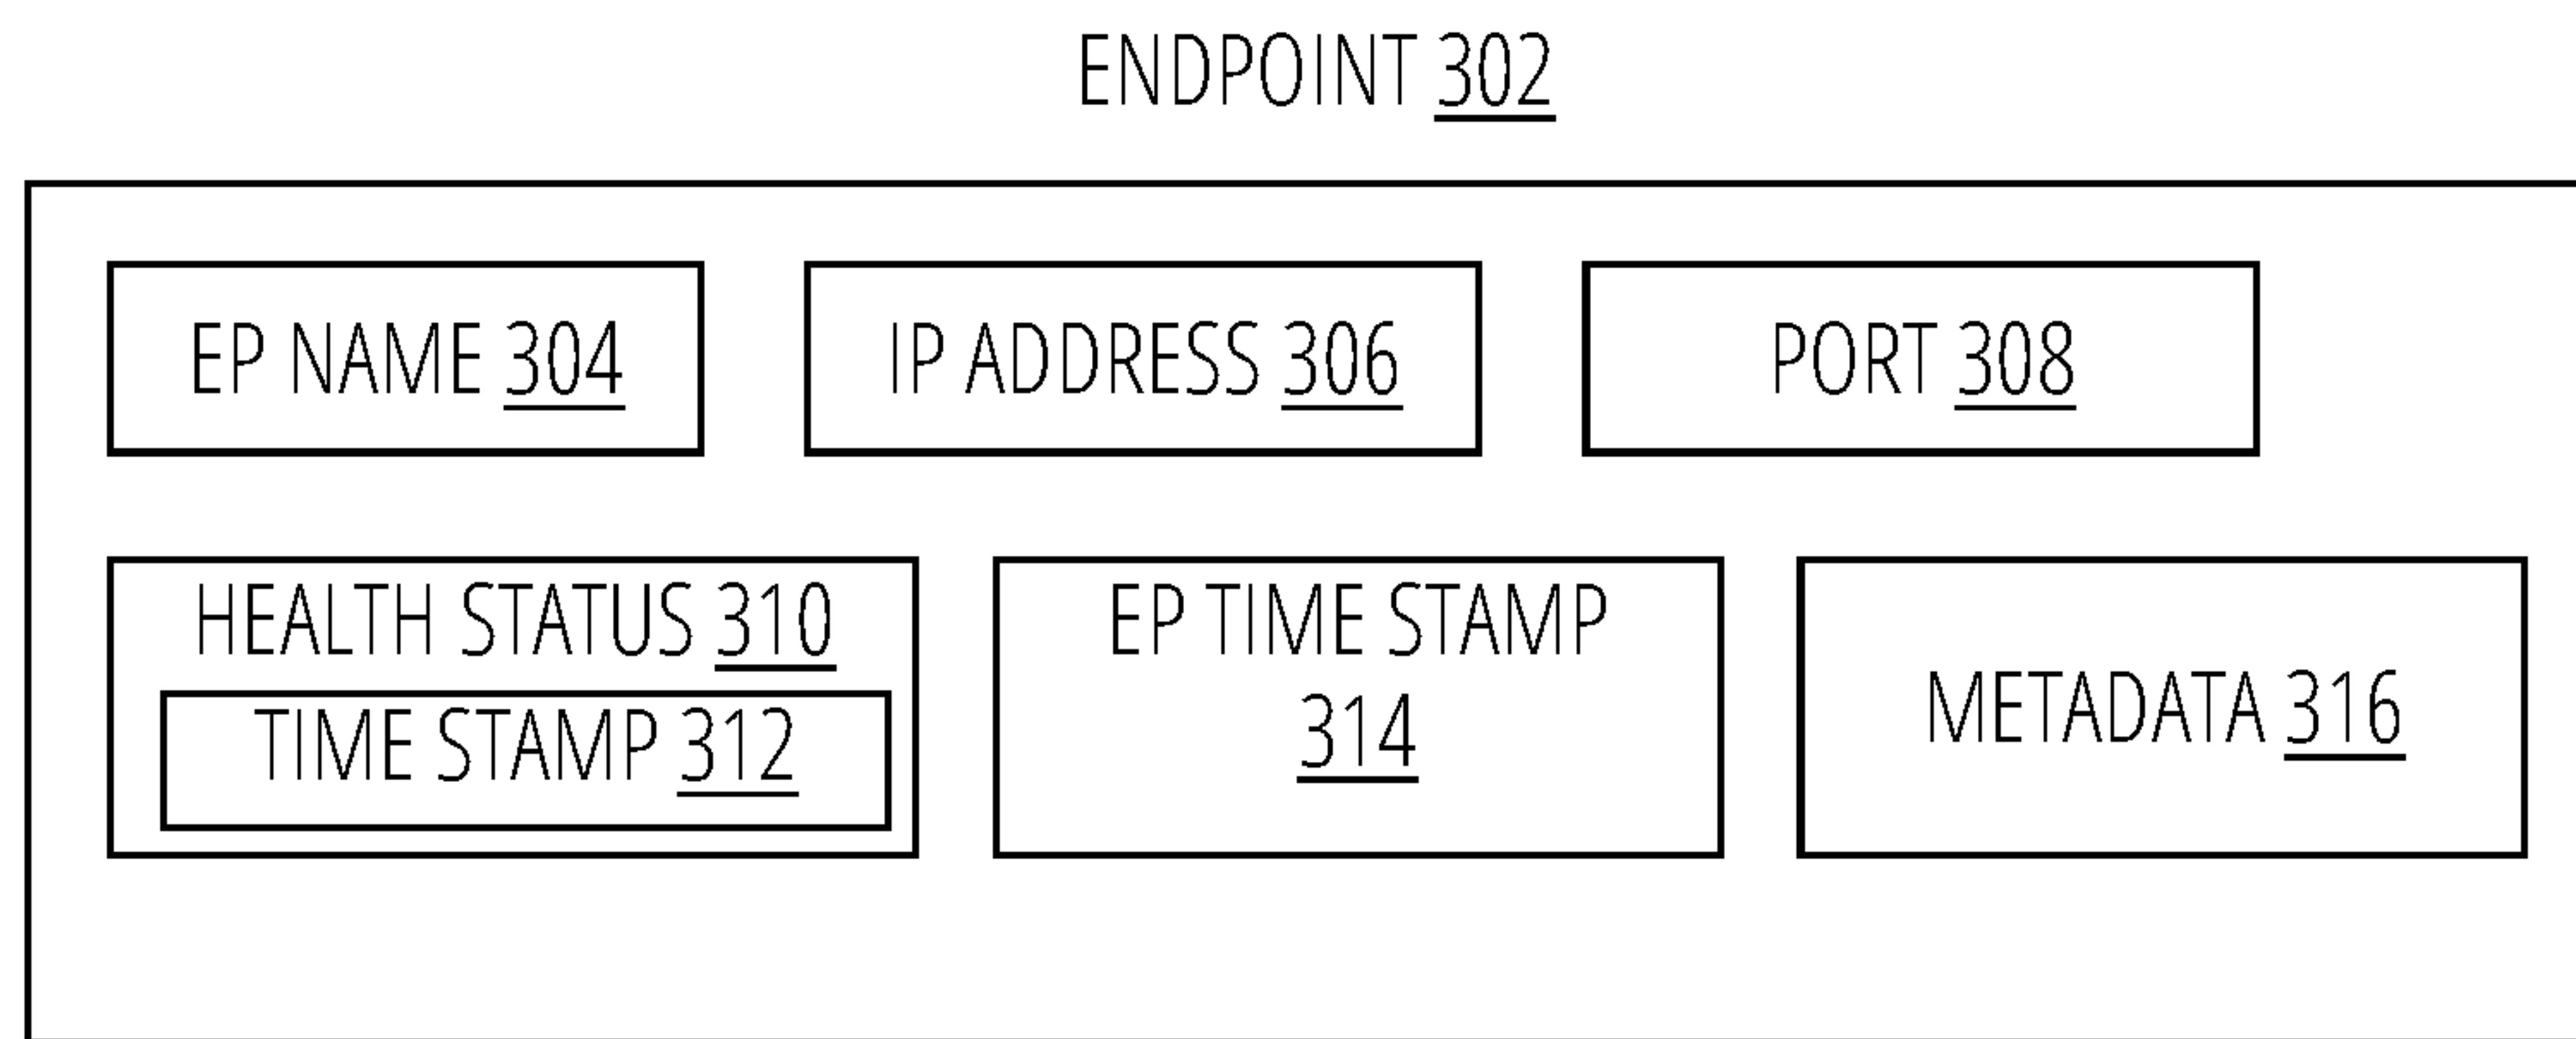 ENDPOINT 302
EP NAME 304
IP ADDRESS 306
PORT 308
HEALTH STATUS 310
TIME STAMP 312
EP TIME STAMP
314
METADATA 316